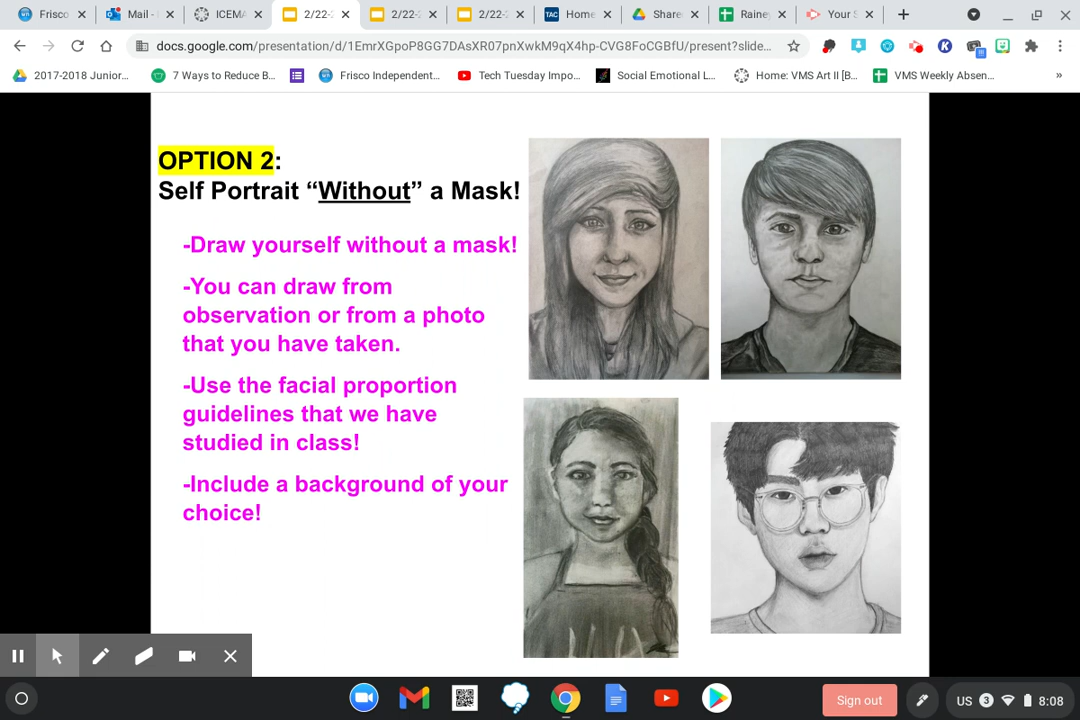 Frisco
Mail -
ICEMA
2/22-
2/22-
2/22-
TAC
Home
Share
Rainey
Your S
docs.google.com/presentation/d/1EmrXGpoP8GG7DAsXR07pnXwkM9qX4hp-CVG8FoCGBfU/present?slide...
2017-2018 Junior...
7 Ways to Reduce B...
Frisco Independent...
Tech Tuesday Impo...
Social Emotional L...
Home: VMS Art II [B...
VMS Weekly Absen...
»
OPTION 2:
Self Portrait “Without” a Mask!
-Draw yourself without a mask!
-You can draw from
observation or from a photo
that you have taken.
-Use the facial proportion
guidelines that we have
studied in class!
-Include a background of your
choice!
Sign out
US
3
8:08